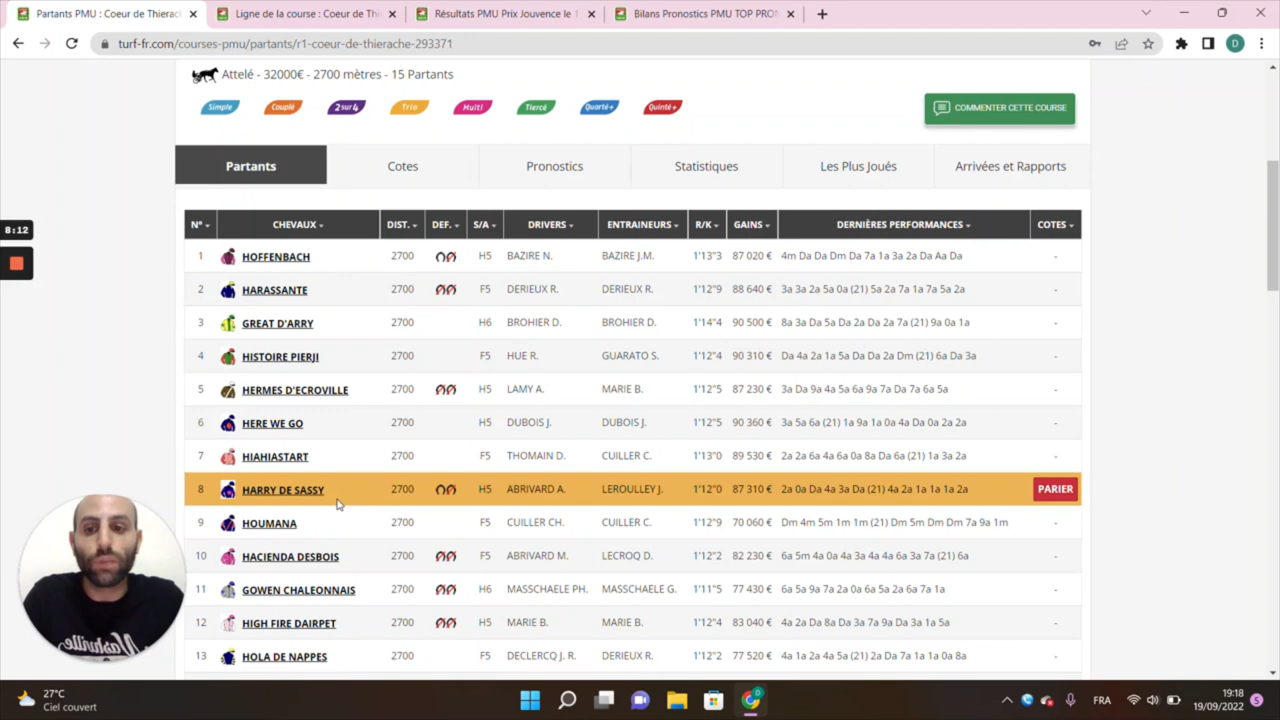 Partants PMU : Coeur de Thierac
Ligne de la course : Coeur de Thi
Résultats PMU Prix Jouvence le 1
Bilans Pronostics PMU TOP PRON
turf-fr.com/courses-pmu/partants/r1-coeur-de-thierache-293371
D
Attelé - 32000€ - 2700 mètres - 15 Partants
Simple Couplé 2sur4 Trio Multi Tiercé Quarté+ Quinté+
COMMENTER CETTE COURSE
Partants Cotes Pronostics Statistiques Les Plus Joués Arrivées et Rapports
N° CHEVAUX DIST. DEF. S/A DRIVERS ENTRAINEURS R/K GAINS DERNIÈRES PERFORMANCES COTES
8:12
1 HOFFENBACH 2700 H5 BAZIRE N. BAZIRE J.M. 1'13"3 87 020 € 4m Da Da Dm Da 7a 1a 3a 2a Da Aa Da -
2 HARASSANTE 2700 F5 DERIEUX R. DERIEUX R. 1'12"9 88 640 € 3a 3a 2a 5a 0a (21) 5a 2a 7a 1a 7a 5a 2a -
3 GREAT D'ARRY 2700 H6 BROHIER D. BROHIER D. 1'14"4 90 500 € 8a 3a Da 5a Da 2a Da 2a 7a (21) 9a 0a 1a -
4 HISTOIRE PIERJI 2700 F5 HUE R. GUARATO S. 1'12"4 90 310 € Da 4a 2a 1a 5a Da Da 2a Dm (21) 6a Da 3a -
5 HERMES D'ECROVILLE 2700 H5 LAMY A. MARIE B. 1'12"5 87 230 € 3a Da 9a 4a 5a 6a 9a 7a Da 7a 6a 5a -
6 HERE WE GO 2700 H5 DUBOIS J. DUBOIS J. 1'12"5 90 360 € 3a 5a 6a (21) 1a 9a 1a 0a 4a Da 0a 2a 2a -
7 HIAHIASTART 2700 F5 THOMAIN D. CUILLER C. 1'13"0 89 530 € 2a 2a 6a 4a 6a 0a 8a Da 6a (21) 1a 3a 2a -
8 HARRY DE SASSY 2700 H5 ABRIVARD A. LEROULLEY J. 1'12"0 87 310 € 2a 0a Da 4a 3a Da (21) 4a 2a 1a 1a 1a 2a PARIER
9 HOUMANA 2700 F5 CUILLER CH. CUILLER C. 1'12"9 70 060 € Dm 4m 5m 1m 1m (21) Dm 5m Dm Dm 7a 9a 1m -
10 HACIENDA DESBOIS 2700 F5 ABRIVARD M. LECROQ D. 1'12"2 82 230 € 6a 5m 4a 0a 4a 3a 4a 4a 6a 3a 7a (21) 6a -
11 GOWEN CHALEONNAIS 2700 H6 MASSCHAELE PH. MASSCHAELE G. 1'11"5 77 430 € 6a 5a 9a 7a 2a 0a 6a 5a 2a 6a 7a 1a -
12 HIGH FIRE DAIRPET 2700 H5 MARIE B. MARIE B. 1'12"4 83 040 € 4a 2a Da 8a Da 3a 7a 9a Da 3a 1a 5a -
13 HOLA DE NAPPES 2700 F5 DECLERCQ J. R. DERIEUX R. 1'12"2 77 520 € 4a 1a 2a 4a 5a (21) 2a Da 7a 1a 1a 0a 8a -
Nashville
27°C
Ciel couvert
D
FRA
19:18
19/09/2022
5